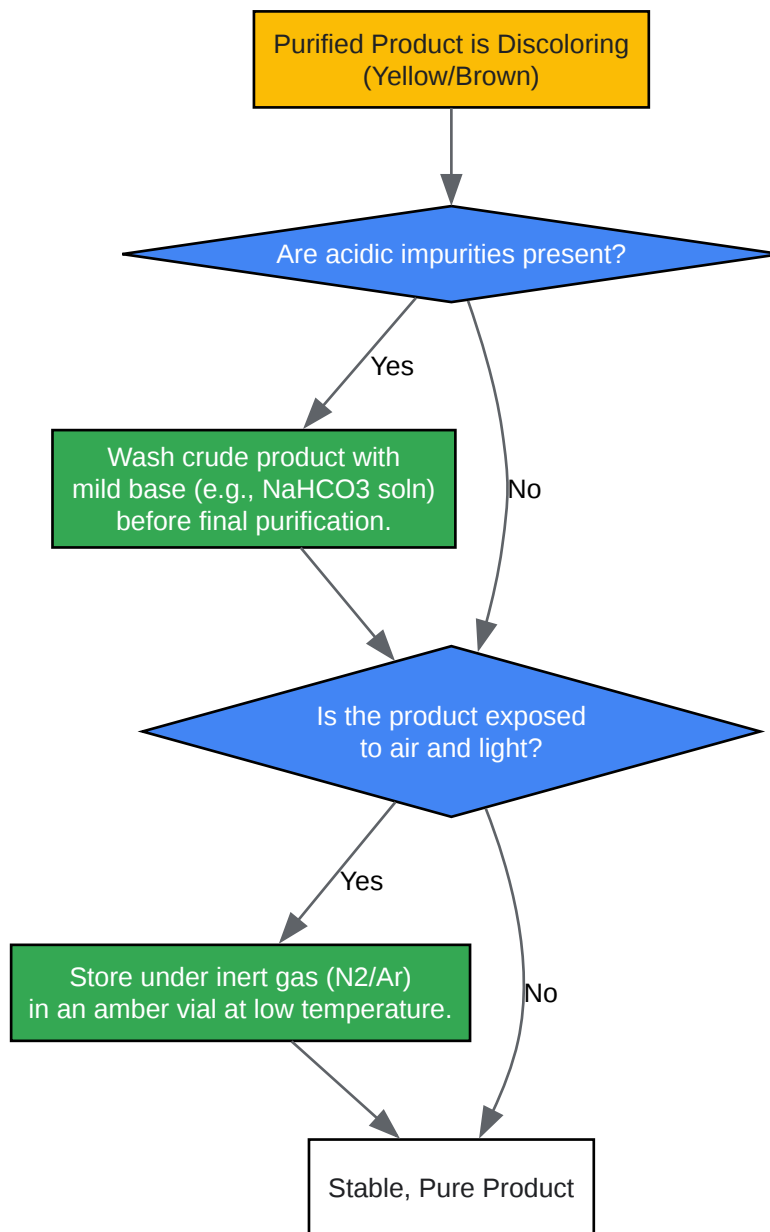 Purified Product is Discoloring
(Yellow/Brown)
Are acidic impurities present?
Yes
Wash crude product with
mild base (e.g., NaHCO3 soln)
before final purification.
No
Is the product exposed
to air and light?
Yes
Store under inert gas (N2/Ar)
in an amber vial at low temperature.
No
Stable, Pure Product